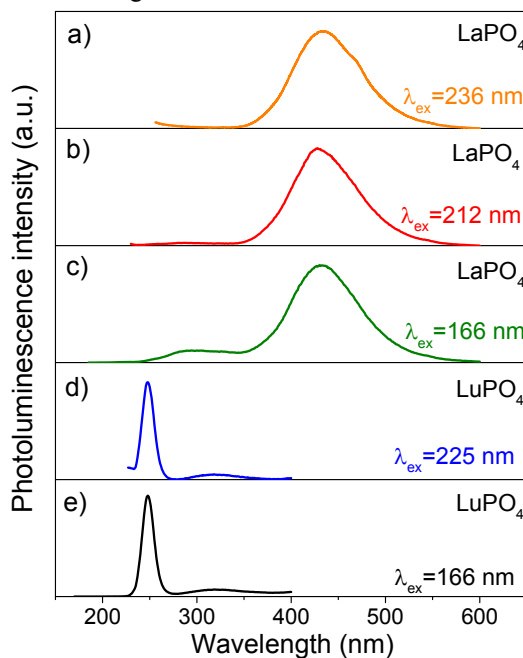 a) LaPO4
λex=236 nm
b) LaPO4
λex=212 nm
c) LaPO4
λex=166 nm
d) LuPO4
λex=225 nm
e) LuPO4
λex=166 nm
Photoluminescence intensity (a.u.)
200 300 400 500 600
Wavelength (nm)